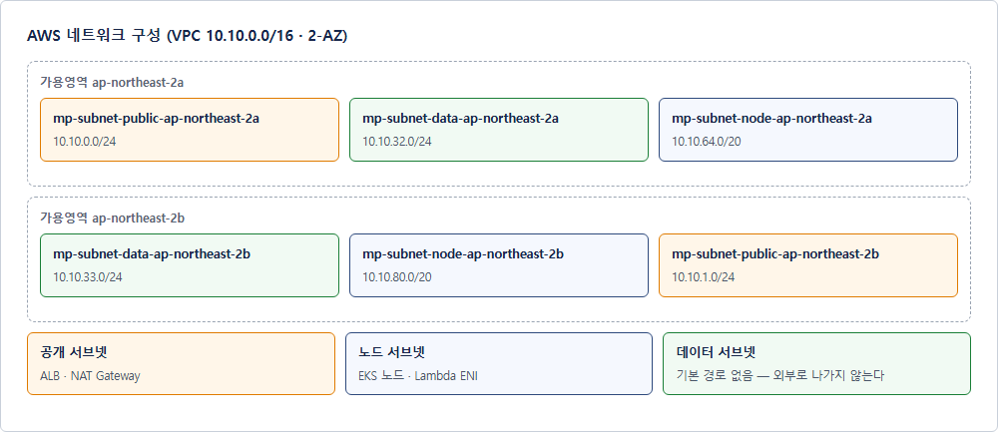 AWS 네트워크 구성 (VPC 10.10.0.0/16 · 2-AZ)
가용영역 ap-northeast-2a
mp-subnet-public-ap-northeast-2a
10.10.0.0/24
mp-subnet-data-ap-northeast-2a
10.10.32.0/24
mp-subnet-node-ap-northeast-2a
10.10.64.0/20
가용영역 ap-northeast-2b
mp-subnet-data-ap-northeast-2b
10.10.33.0/24
mp-subnet-node-ap-northeast-2b
10.10.80.0/20
mp-subnet-public-ap-northeast-2b
10.10.1.0/24
공개 서브넷
ALB · NAT Gateway
노드 서브넷
EKS 노드 · Lambda ENI
데이터 서브넷
기본 경로 없음 — 외부로 나가지 않는다